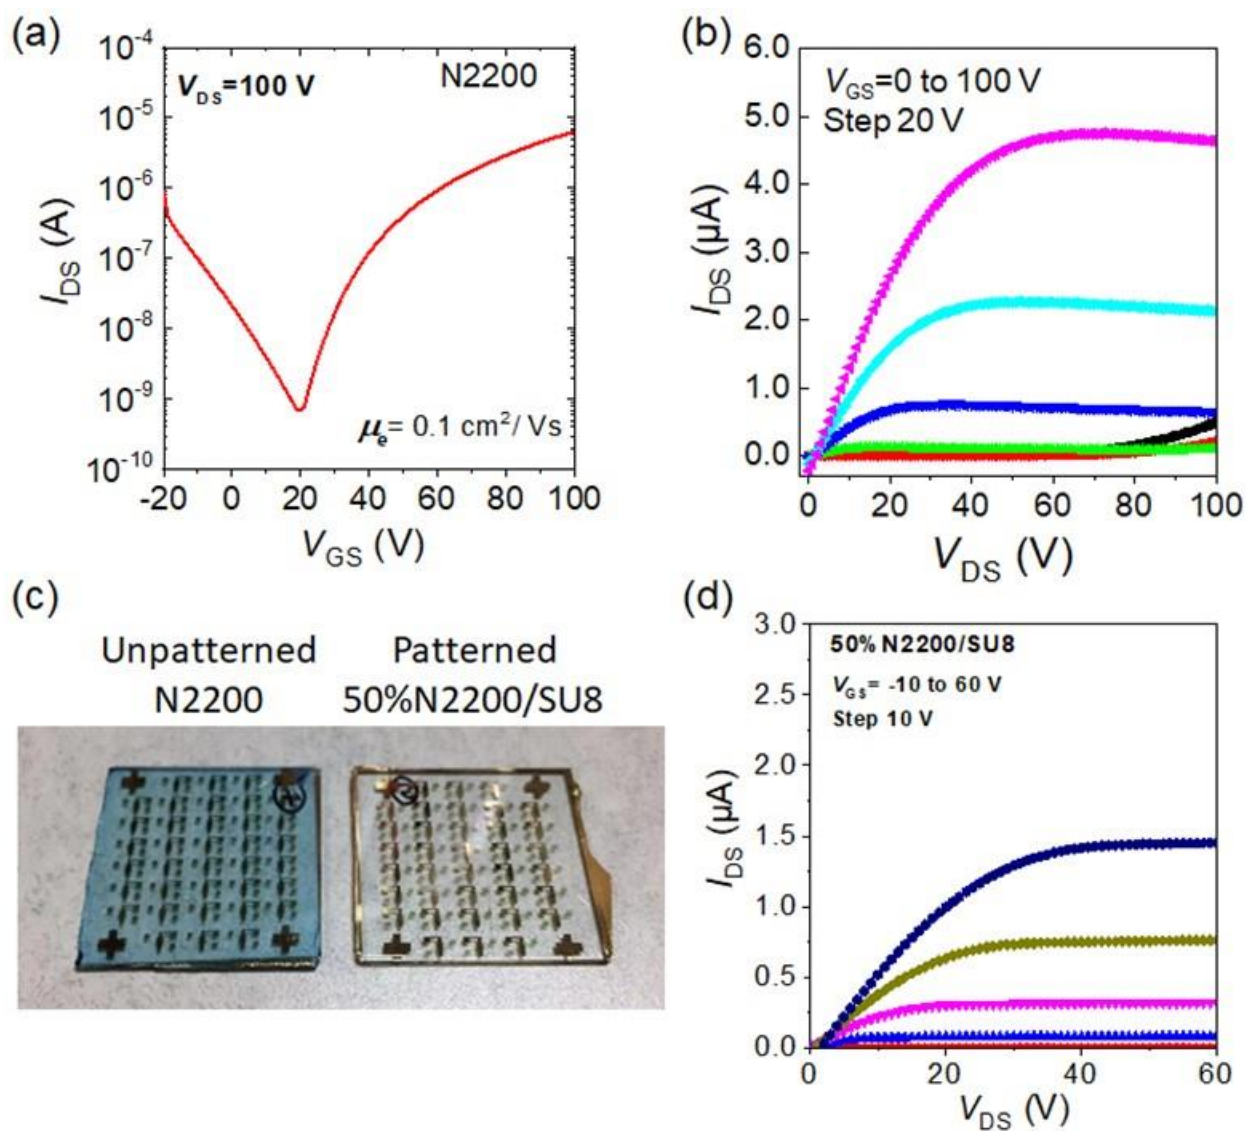 (a)
10⁻⁴
10⁻⁵
10⁻⁶
10⁻⁷
10⁻⁸
10⁻⁹
10⁻¹⁰
I_DS (A)
V_DS=100 V
N2200
μ_e= 0.1 cm²/ Vs
-20 0 20 40 60 80 100
V_GS (V)
(b)
6.0
5.0
4.0
3.0
2.0
1.0
0.0
I_DS (μA)
V_GS=0 to 100 V
Step 20 V
0 20 40 60 80 100
V_DS (V)
(c)
Unpatterned
N2200
Patterned
50%N2200/SU8
(d)
3.0
2.5
2.0
1.5
1.0
0.5
0.0
I_DS (μA)
50% N2200/SU8
V_GS= -10 to 60 V
Step 10 V
0 20 40 60
V_DS (V)